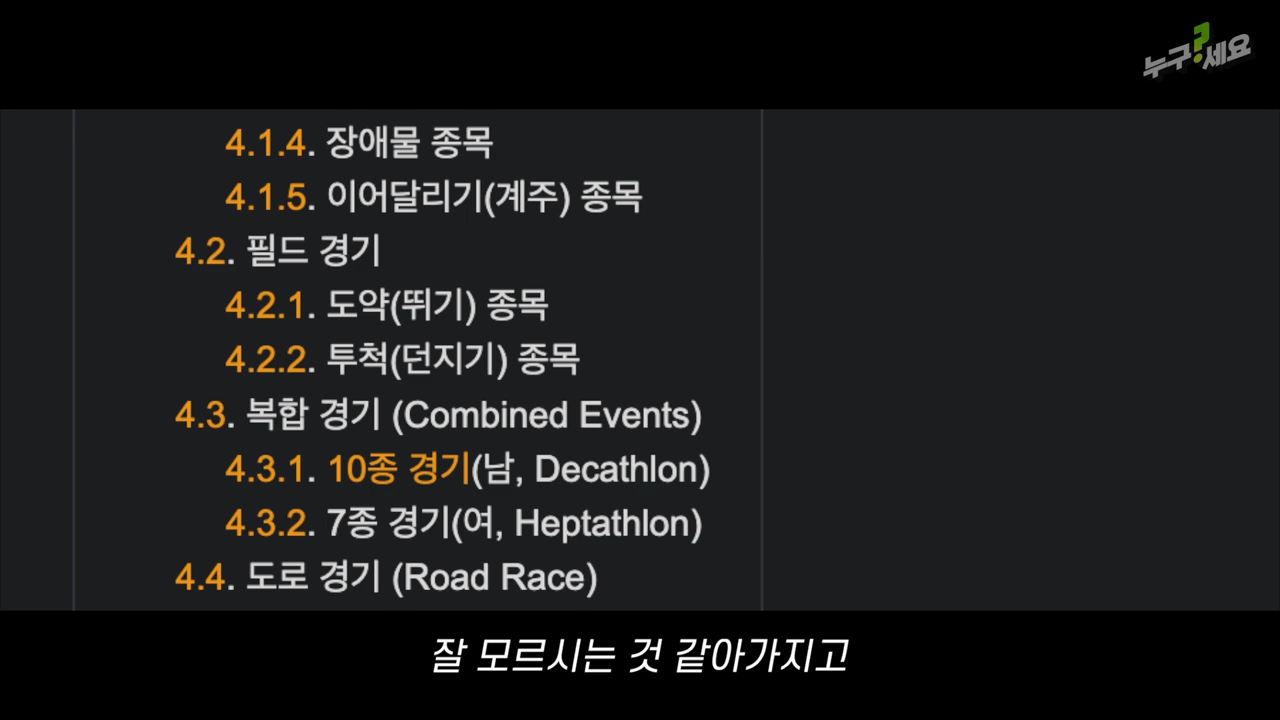 누구?세요
4.1.4. 장애물 종목
4.1.5. 이어달리기(계주) 종목
4.2. 필드 경기
4.2.1. 도약(뛰기) 종목
4.2.2. 투척(던지기) 종목
4.3. 복합 경기 (Combined Events)
4.3.1. 10종 경기(남, Decathlon)
4.3.2. 7종 경기(여, Heptathlon)
4.4. 도로 경기 (Road Race)
잘 모르시는 것 같아가지고